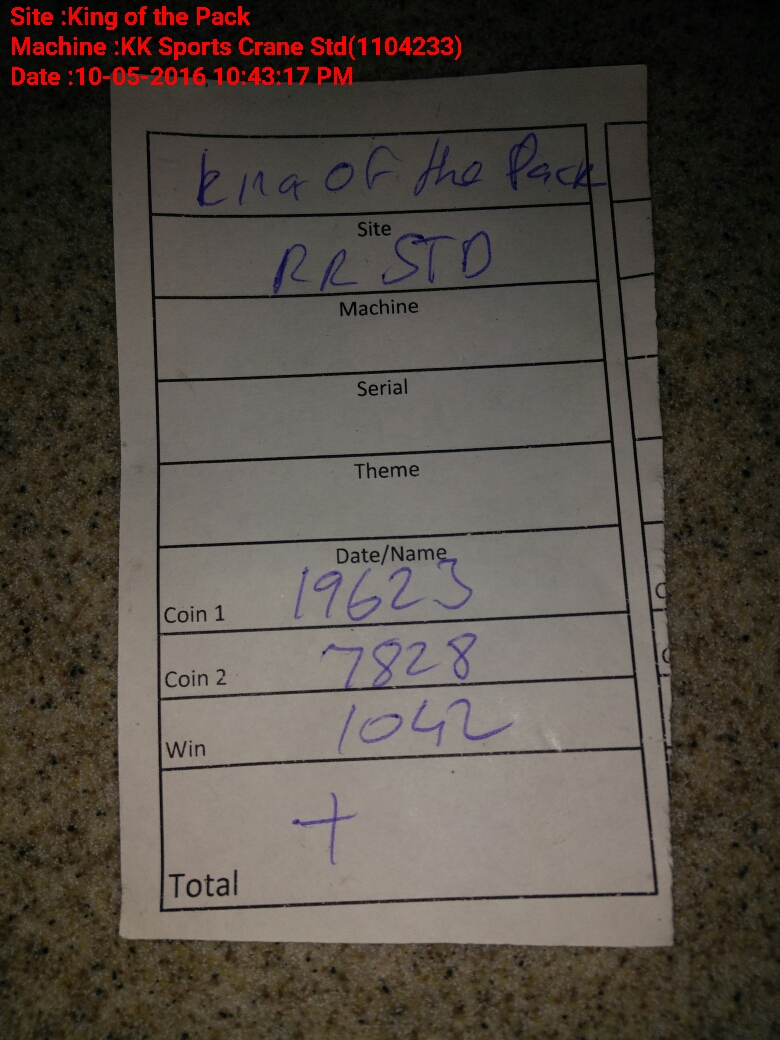 Site :King of the Pack
Machine :KK Sports Crane Std(1104233)
Date :10-05-2016 10:43:17 PM
King OF the Pack
Site
RR STD
Machine
Serial
Theme
Date/Name
Coin 1 19623
Coin 2 7828
Win 1042
+
Total